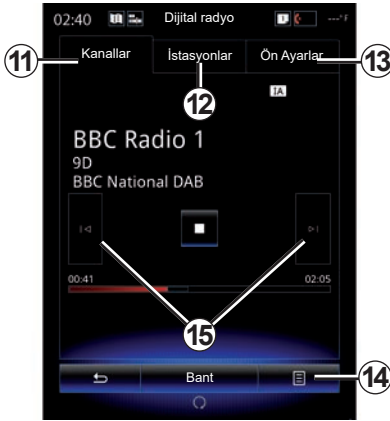 02:40 Dijital radyo ---°F
11 Kanallar İstasyonlar Ön Ayarlar 13
12
TA
BBC Radio 1
9D
BBC National DAB
00:41 02:05
15
Bant 14